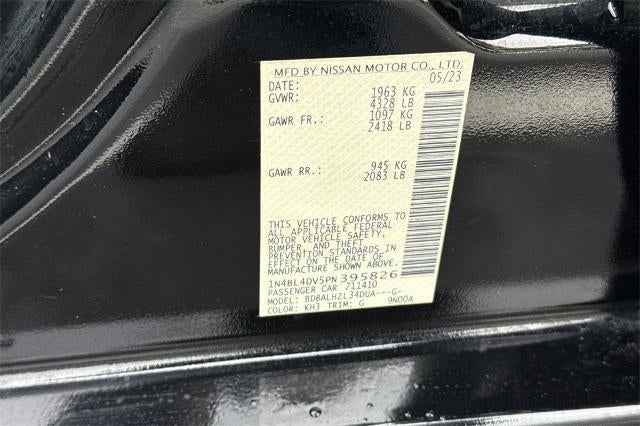 MFD BY NISSAN MOTOR CO., LTD.
DATE: 05/23
GVWR: 1963 KG
4328 LB
GAWR FR.: 1097 KG
2418 LB
GAWR RR.: 945 KG
2083 LB
THIS VEHICLE CONFORMS TO
ALL APPLICABLE FEDERAL
MOTOR VEHICLE SAFETY,
BUMPER, AND THEFT
PREVENTION STANDARDS IN
EFFECT ON THE DATE OF
MANUFACTURE SHOWN ABOVE.
1N4BL4DV5PN395826
PASSENGER CAR 711410
MODEL: BDBALHZL34DUA---G-
COLOR: KH3 TRIM: G 9N00A